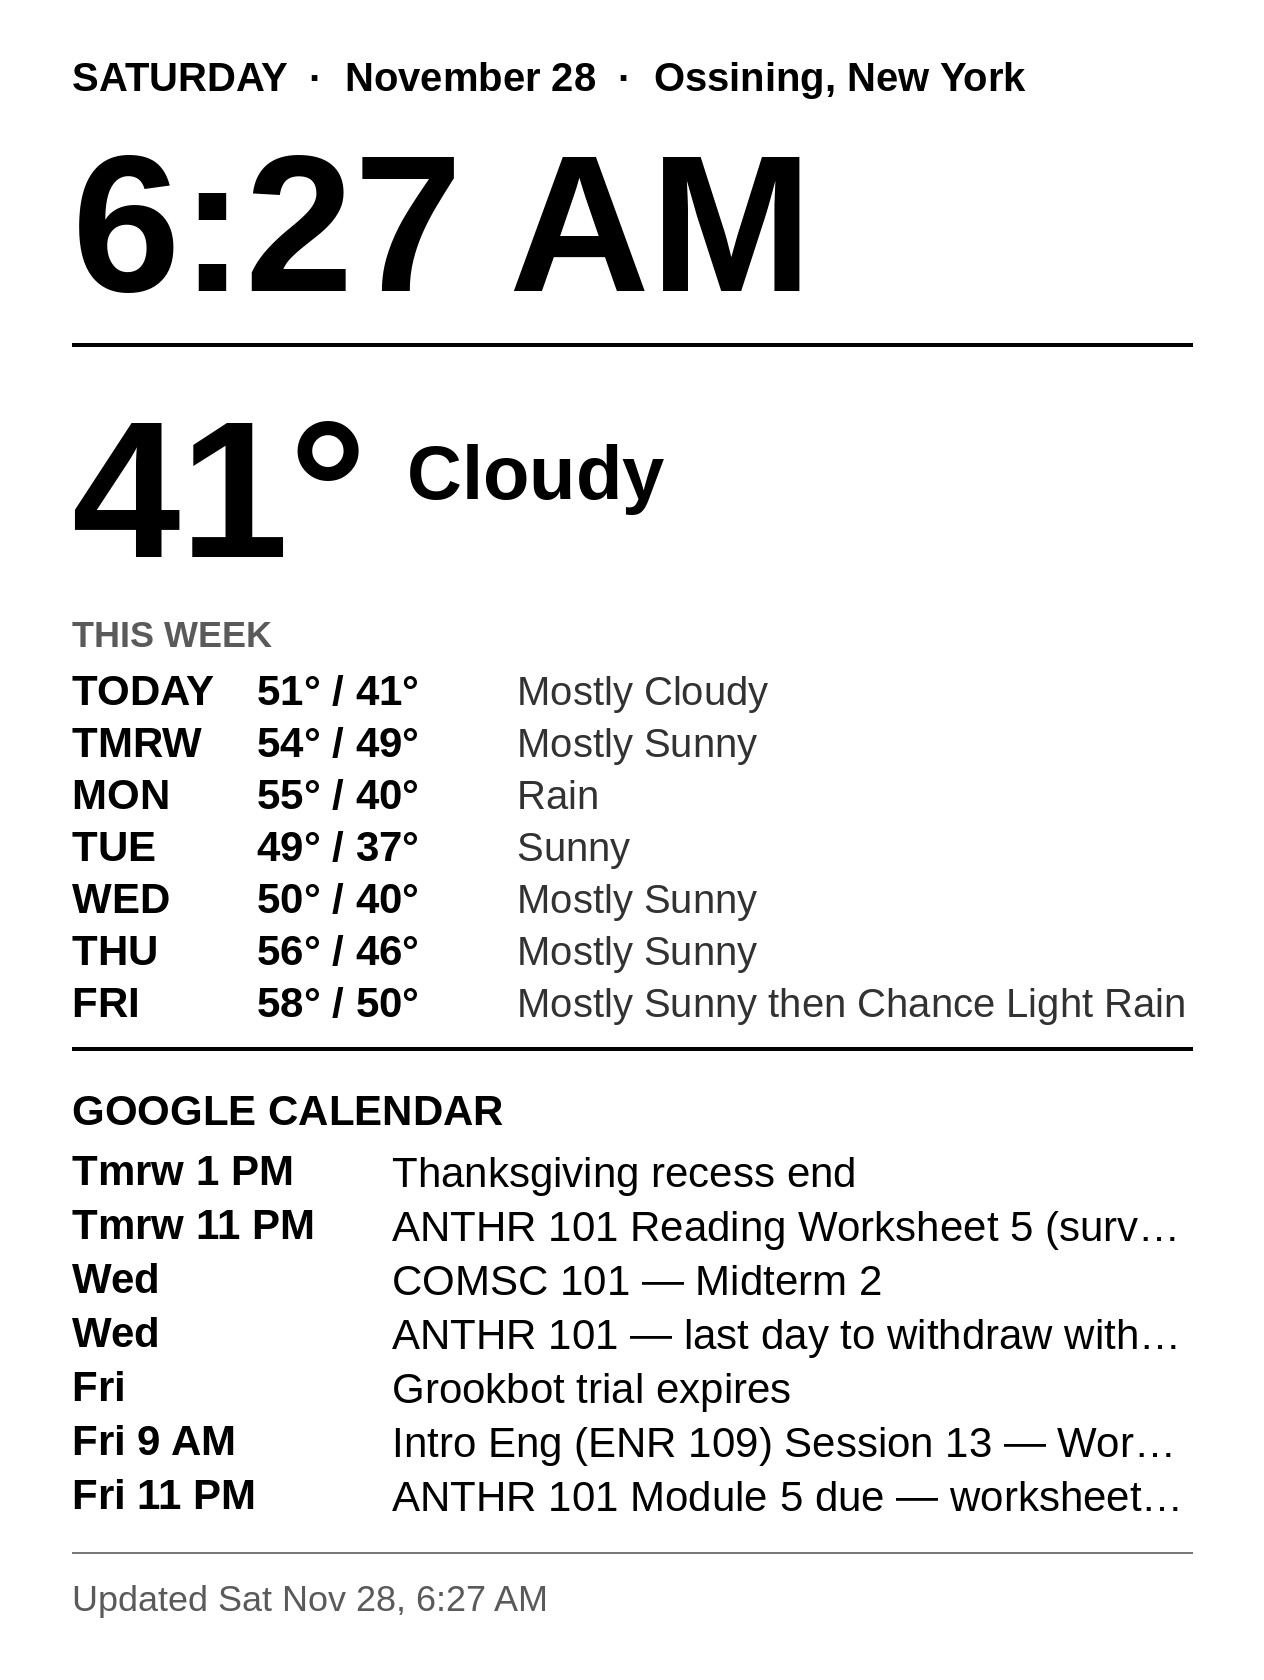 SATURDAY · November 28 · Ossining, New York
6:27 AM
41° Cloudy
THIS WEEK
TODAY 51° / 41° Mostly Cloudy
TMRW 54° / 49° Mostly Sunny
MON 55° / 40° Rain
TUE 49° / 37° Sunny
WED 50° / 40° Mostly Sunny
THU 56° / 46° Mostly Sunny
FRI 58° / 50° Mostly Sunny then Chance Light Rain
GOOGLE CALENDAR
Tmrw 1 PM Thanksgiving recess end
Tmrw 11 PM ANTHR 101 Reading Worksheet 5 (surv…
Wed COMSC 101 — Midterm 2
Wed ANTHR 101 — last day to withdraw with…
Fri Grookbot trial expires
Fri 9 AM Intro Eng (ENR 109) Session 13 — Wor…
Fri 11 PM ANTHR 101 Module 5 due — worksheet…
Updated Sat Nov 28, 6:27 AM